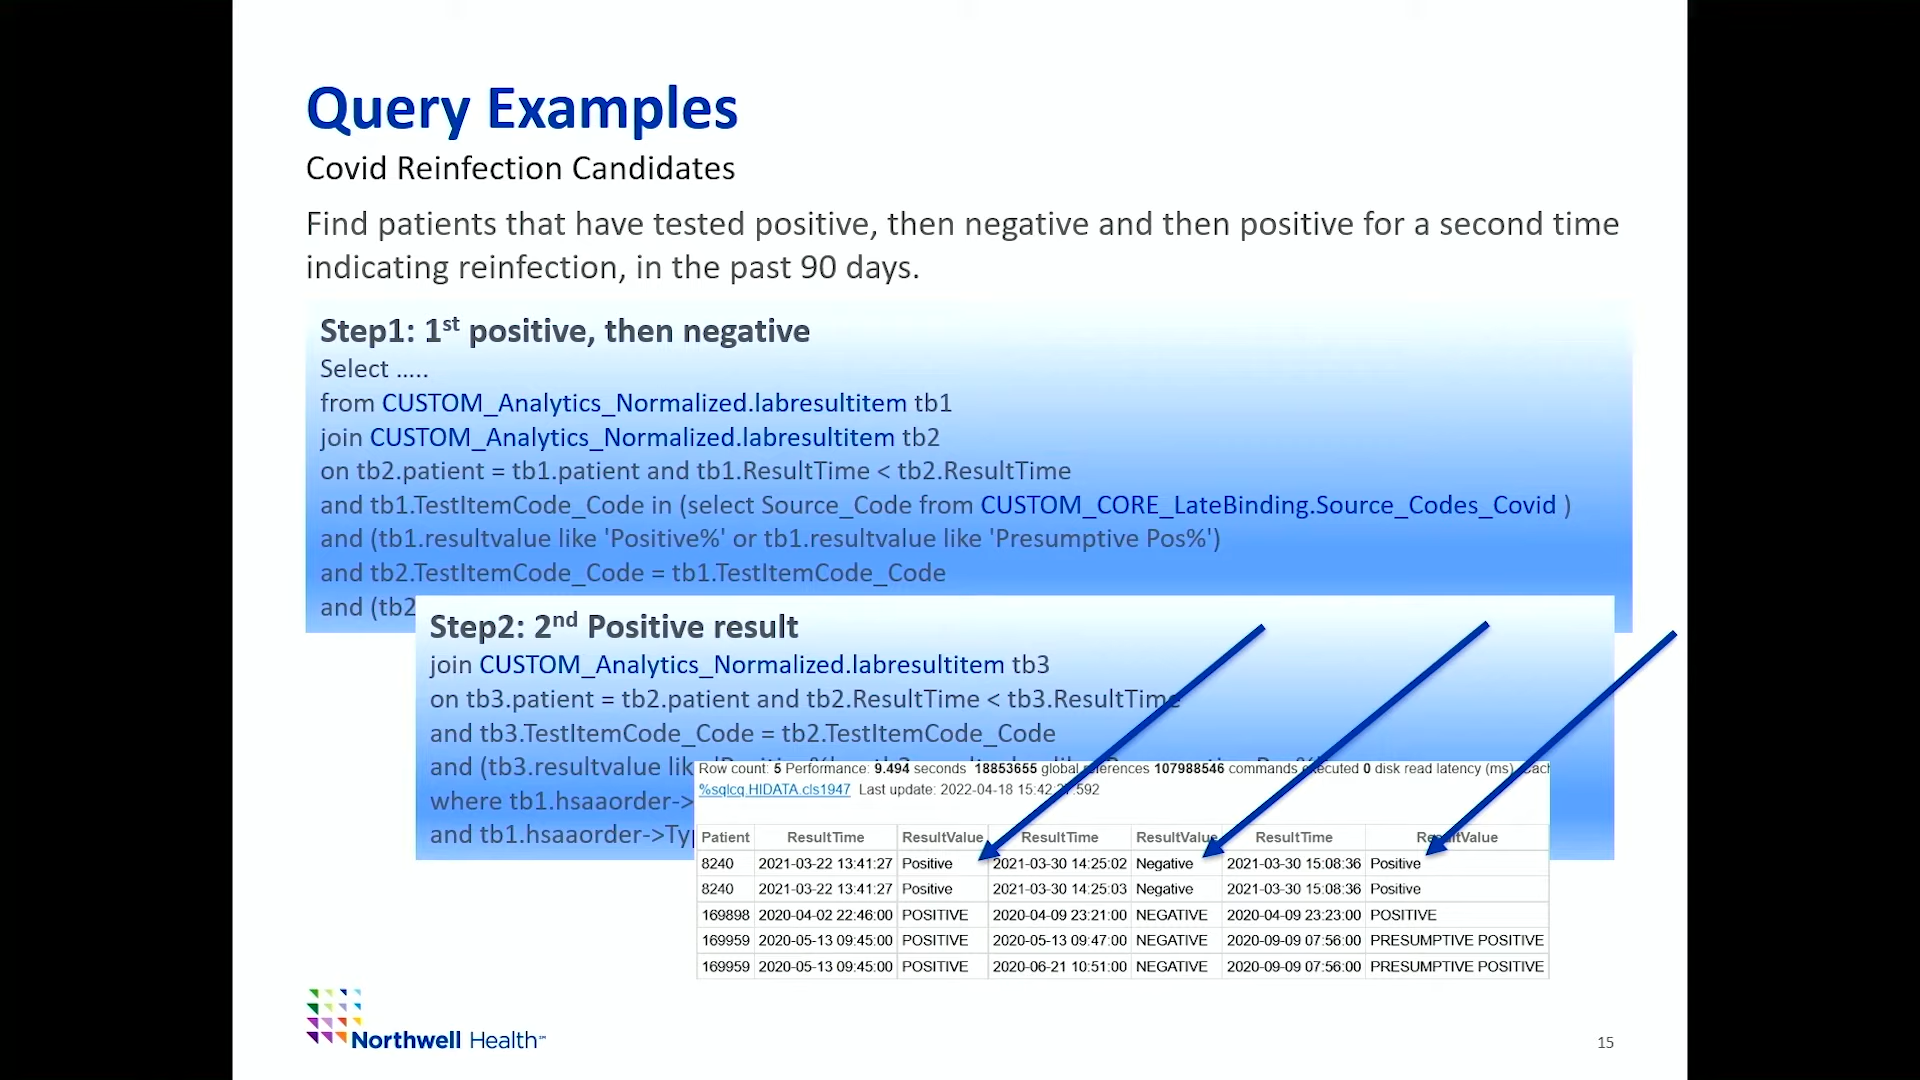 Query Examples
Covid Reinfection Candidates
Find patients that have tested positive, then negative and then positive for a second time
indicating reinfection, in the past 90 days.
Step1: 1st positive, then negative
Select …..
from CUSTOM_Analytics_Normalized.labresultitem tb1
join CUSTOM_Analytics_Normalized.labresultitem tb2
on tb2.patient = tb1.patient and tb1.ResultTime < tb2.ResultTime
and tb1.TestItemCode_Code in (select Source_Code from CUSTOM_CORE_LateBinding.Source_Codes_Covid )
and (tb1.resultvalue like 'Positive%' or tb1.resultvalue like 'Presumptive Pos%')
and tb2.TestItemCode_Code = tb1.TestItemCode_Code
and (tb2
Step2: 2nd Positive result
join CUSTOM_Analytics_Normalized.labresultitem tb3
on tb3.patient = tb2.patient and tb2.ResultTime < tb3.ResultTime
and tb3.TestItemCode_Code = tb2.TestItemCode_Code
and (tb3.resultvalue lik
where tb1.hsaaorder->
and tb1.hsaaorder->Ty
Row count: 5 Performance: 9.494 seconds 18853655 global references 107988546 commands executed 0 disk read latency (ms)
%sqlcq.HIDATA.cls1947 Last update: 2022-04-18
Patient ResultTime ResultValue ResultTime ResultValue ResultTime ResultValue
8240 2021-03-22 13:41:27 Positive 2021-03-30 14:25:02 Negative 2021-03-30 15:08:36 Positive
8240 2021-03-22 13:41:27 Positive 2021-03-30 14:25:03 Negative 2021-03-30 15:08:36 Positive
169898 2020-04-02 22:46:00 POSITIVE 2020-04-09 23:21:00 NEGATIVE 2020-04-09 23:23:00 POSITIVE
169959 2020-05-13 09:45:00 POSITIVE 2020-05-13 09:47:00 NEGATIVE 2020-09-09 07:56:00 PRESUMPTIVE POSITIVE
169959 2020-05-13 09:45:00 POSITIVE 2020-06-21 10:51:00 NEGATIVE 2020-09-09 07:56:00 PRESUMPTIVE POSITIVE
Northwell Health℠
15